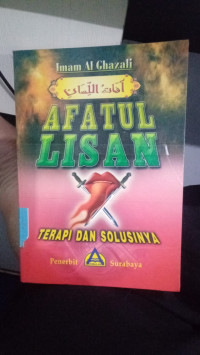 Imam Al Ghazali
آفات اللسان
AFATUL
LISAN
TERAPI DAN SOLUSINYA
Penerbit Surabaya